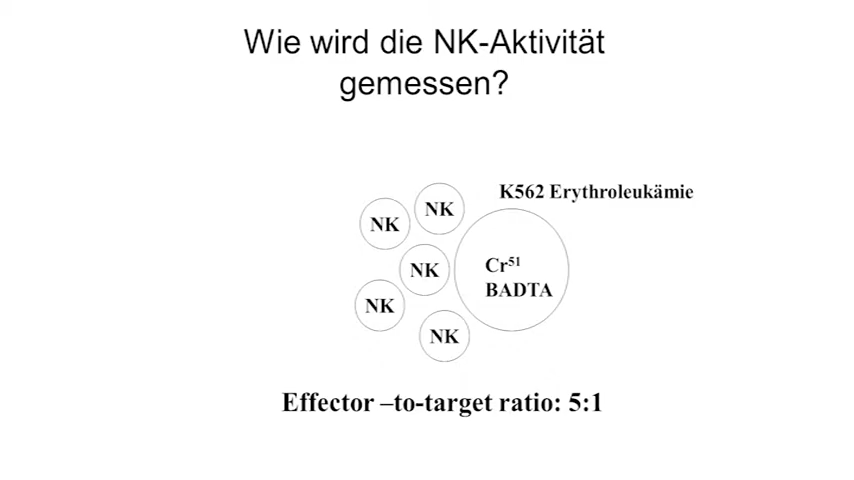 Wie wird die NK-Aktivität
gemessen?
K562 Erythroleukämie
NK
NK
NK
Cr⁵¹
BADTA
NK
NK
Effector –to-target ratio: 5:1